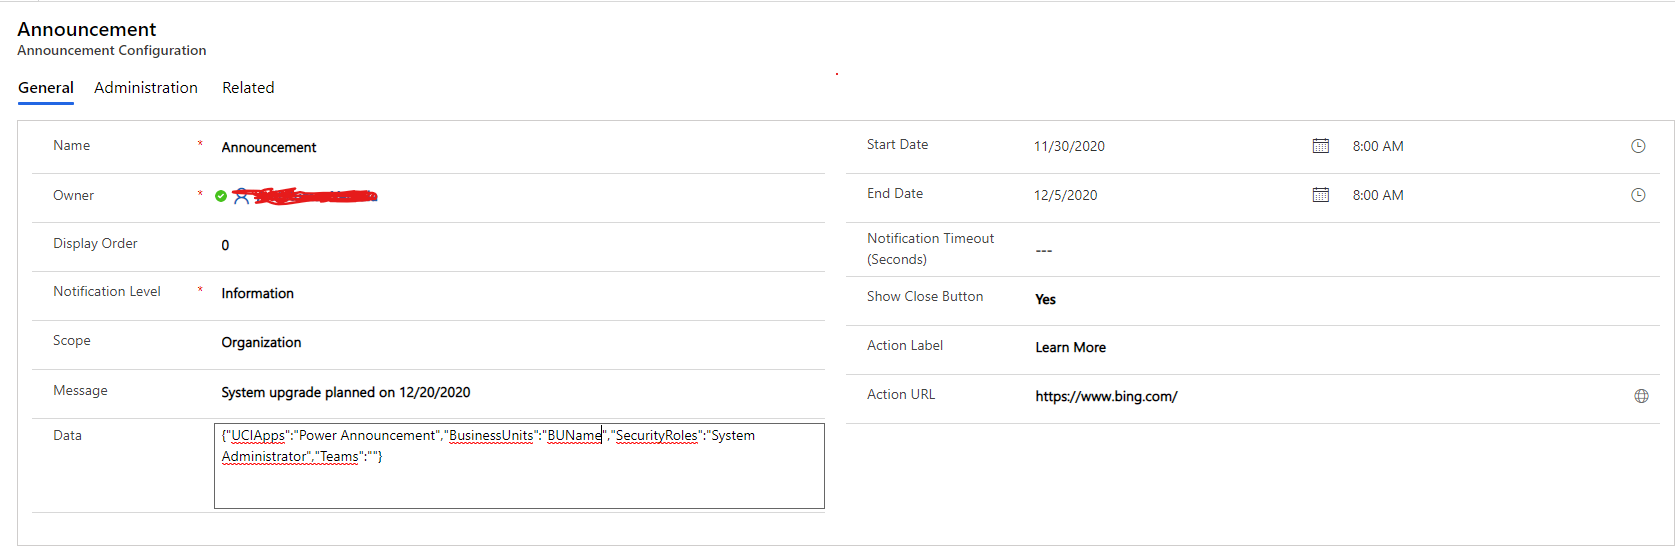 Announcement
Announcement Configuration
General Administration Related
Name * Announcement
Owner *
Display Order 0
Notification Level * Information
Scope Organization
Message System upgrade planned on 12/20/2020
Data {"UCIApps":"Power Announcement","BusinessUnits":"BUName","SecurityRoles":"System
Administrator","Teams":""}
Start Date 11/30/2020 8:00 AM
End Date 12/5/2020 8:00 AM
Notification Timeout
(Seconds) ---
Show Close Button Yes
Action Label Learn More
Action URL https://www.bing.com/